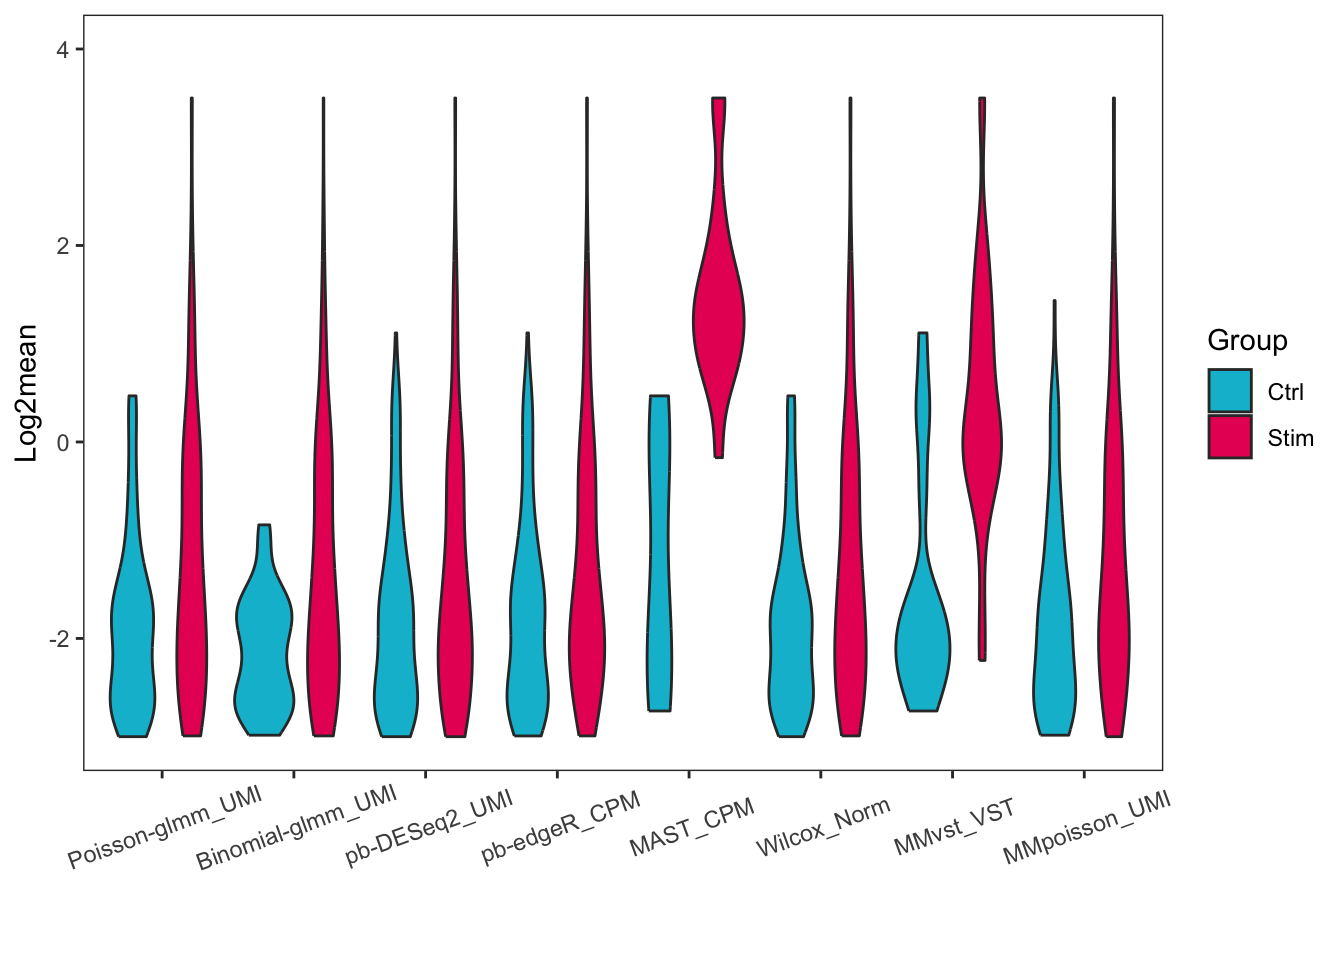 4
2
0
-2
Log2mean
Poisson-glmm_UMI
Binomial-glmm_UMI
pb-DESeq2_UMI
pb-edgeR_CPM
MAST_CPM
Wilcox_Norm
MMvst_VST
MMpoisson_UMI
Group
Ctrl
Stim